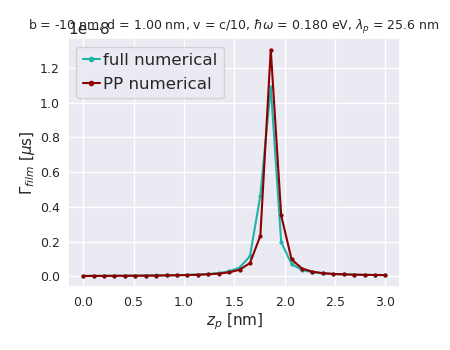 b = -10 nm, d = 1.00 nm, v = c/10, ℏω = 0.180 eV, λₚ = 25.6 nm
1e−8
full numerical
PP numerical
1.2
1.0
0.8
0.6
0.4
0.2
0.0
Γ_film [μs]
0.0 0.5 1.0 1.5 2.0 2.5 3.0
zₚ [nm]